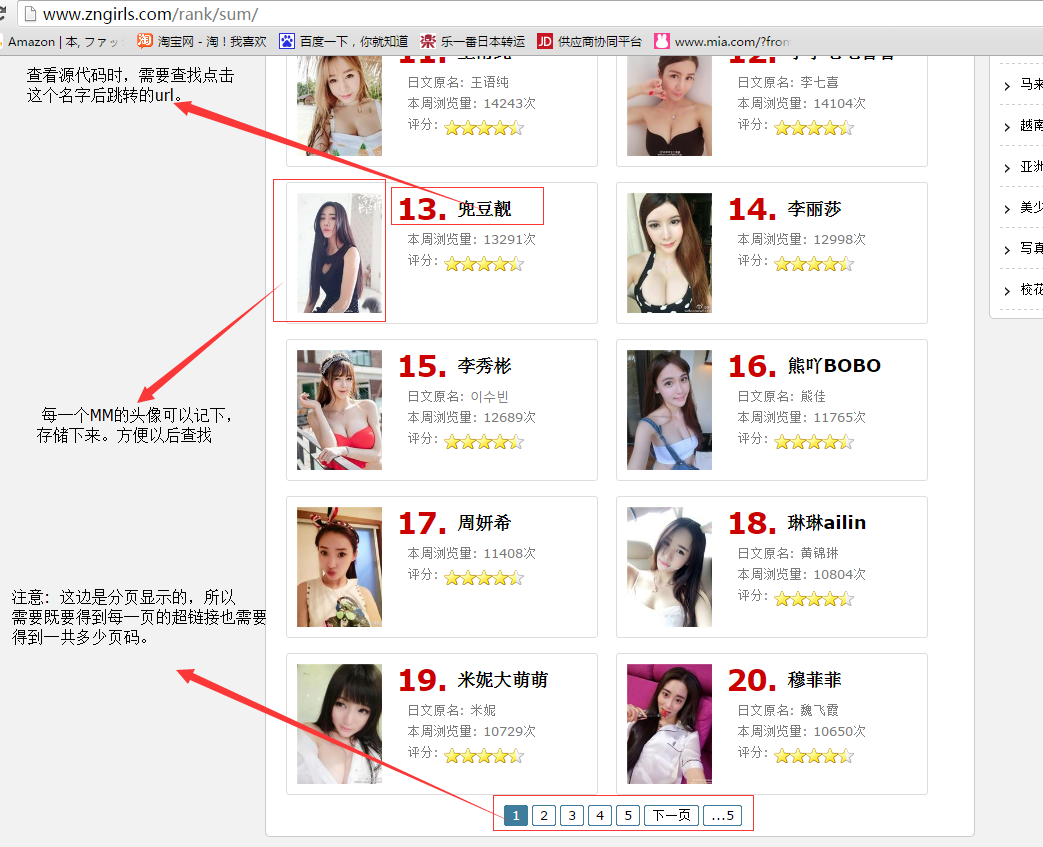 www.zngirls.com/rank/sum/
Amazon | 本, ファッ
淘宝网 - 淘！我喜欢
百度一下，你就知道
乐一番日本转运
JD 供应商协同平台
www.mia.com/?from
查看源代码时，需要查找点击
这个名字后跳转的url。
日文原名: 王语纯
本周浏览量: 14243次
评分:
日文原名: 李七喜
本周浏览量: 14104次
评分:
13. 兜豆靓
本周浏览量: 13291次
评分:
14. 李丽莎
本周浏览量: 12998次
评分:
15. 李秀彬
日文原名: 이수빈
本周浏览量: 12689次
评分:
16. 熊吖BOBO
日文原名: 熊佳
本周浏览量: 11765次
评分:
每一个MM的头像可以记下，
存储下来。方便以后查找
17. 周妍希
本周浏览量: 11408次
评分:
18. 琳琳ailin
日文原名: 黄锦琳
本周浏览量: 10804次
评分:
注意：这边是分页显示的，所以
需要既要得到每一页的超链接也需要
得到一共多少页码。
19. 米妮大萌萌
日文原名: 米妮
本周浏览量: 10729次
评分:
20. 穆菲菲
日文原名: 魏飞霞
本周浏览量: 10650次
评分:
1 2 3 4 5 下一页 ...5
马来
越南
亚洲
美少
写真
校花